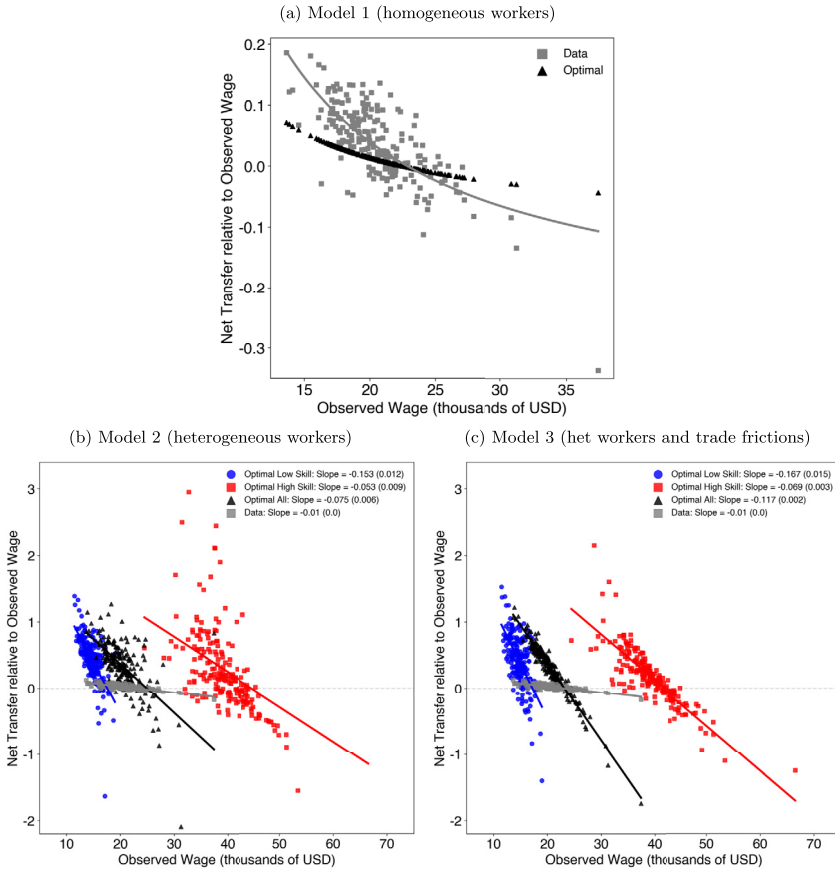 (a) Model 1 (homogeneous workers)
Data
Optimal
0.2
0.1
0.0
-0.1
-0.2
-0.3
Net Transfer relative to Observed Wage
15 20 25 30 35
Observed Wage (thousands of USD)
(b) Model 2 (heterogeneous workers)
Optimal Low Skill: Slope = -0.153 (0.012)
Optimal High Skill: Slope = -0.053 (0.009)
Optimal All: Slope = -0.075 (0.006)
Data: Slope = -0.01 (0.0)
3
2
1
0
-1
-2
Net Transfer relative to Observed Wage
10 20 30 40 50 60 70
Observed Wage (thousands of USD)
(c) Model 3 (het workers and trade frictions)
Optimal Low Skill: Slope = -0.167 (0.015)
Optimal High Skill: Slope = -0.069 (0.003)
Optimal All: Slope = -0.117 (0.002)
Data: Slope = -0.01 (0.0)
3
2
1
0
-1
-2
Net Transfer relative to Observed Wage
10 20 30 40 50 60 70
Observed Wage (thousands of USD)